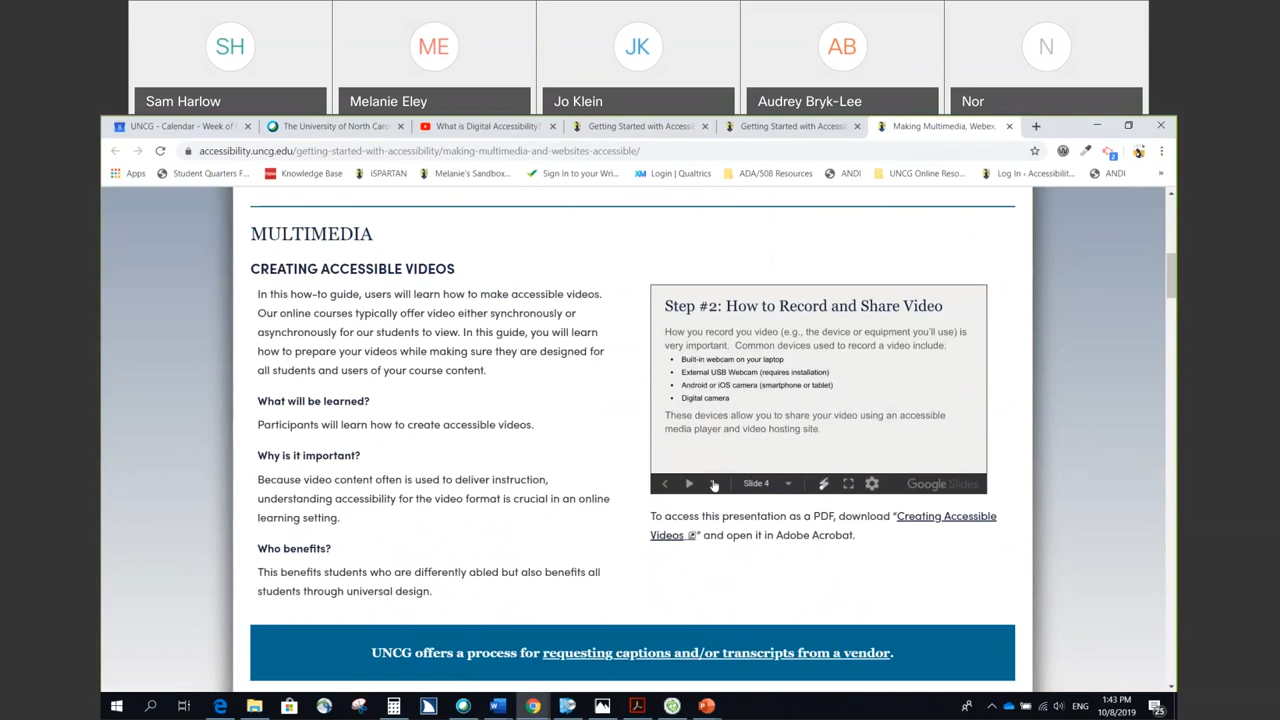 SH
ME
JK
AB
N
Sam Harlow
Melanie Eley
Jo Klein
Audrey Bryk-Lee
Nor
UNCG - Calendar - Week of
The University of North Caro
What is Digital Accessibility?
Getting Started with Accessib
Getting Started with Accessib
Making Multimedia, Webex,
accessibility.uncg.edu/getting-started-with-accessibility/making-multimedia-and-websites-accessible/
Apps
Student Quarters F...
Knowledge Base
iSPARTAN
Melanie's Sandbox...
Sign In to your Wri...
Login | Qualtrics
ADA/508 Resources
ANDI
UNCG Online Reso...
Log In ‹ Accessibilit...
ANDI
»
MULTIMEDIA
CREATING ACCESSIBLE VIDEOS
In this how-to guide, users will learn how to make accessible videos.
Our online courses typically offer video either synchronously or
asynchronously for our students to view. In this guide, you will learn
how to prepare your videos while making sure they are designed for
all students and users of your course content.
What will be learned?
Participants will learn how to create accessible videos.
Why is it important?
Because video content often is used to deliver instruction,
understanding accessibility for the video format is crucial in an online
learning setting.
Who benefits?
This benefits students who are differently abled but also benefits all
students through universal design.
Step #2: How to Record and Share Video
How you record you video (e.g., the device or equipment you'll use) is
very important. Common devices used to record a video include:
• Built-in webcam on your laptop
• External USB Webcam (requires installation)
• Android or iOS camera (smartphone or tablet)
• Digital camera
These devices allow you to share your video using an accessible
media player and video hosting site.
Slide 4
Google Slides
To access this presentation as a PDF, download "Creating Accessible
Videos" and open it in Adobe Acrobat.
UNCG offers a process for requesting captions and/or transcripts from a vendor.
ENG
1:43 PM
10/8/2019
25